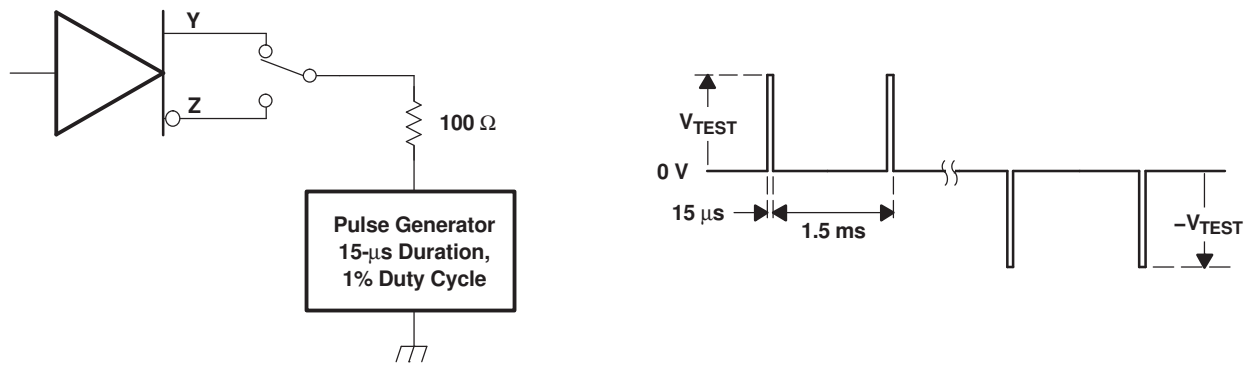 Y
Z
100 Ω
Pulse Generator
15-μs Duration,
1% Duty Cycle
VTEST
0 V
15 μs
1.5 ms
–VTEST